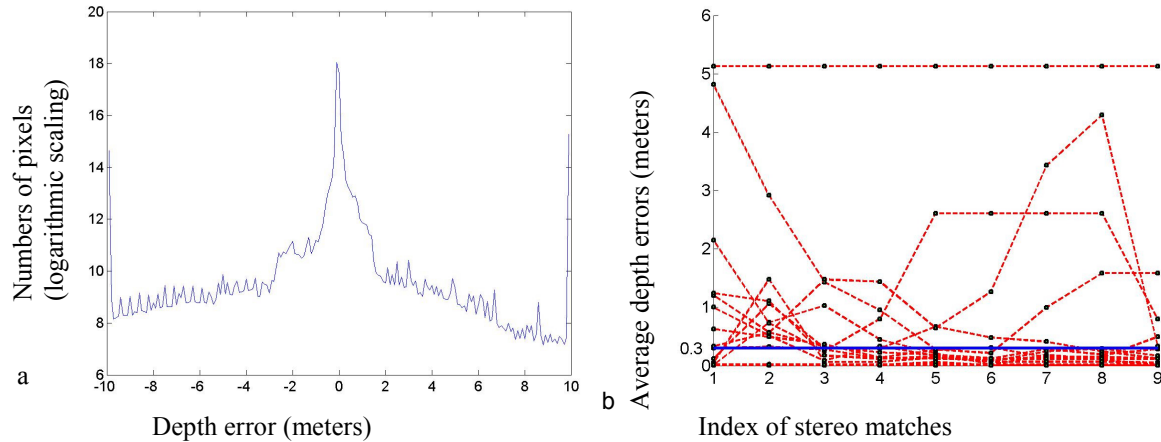 20
18
16
14
12
10
8
6
-10 -8 -6 -4 -2 0 2 4 6 8 10
Numbers of pixels
(logarithmic scaling)
a
Depth error (meters)
6
5
4
3
2
1
0.3
0
1 2 3 4 5 6 7 8 9
Average depth errors (meters)
b
Index of stereo matches